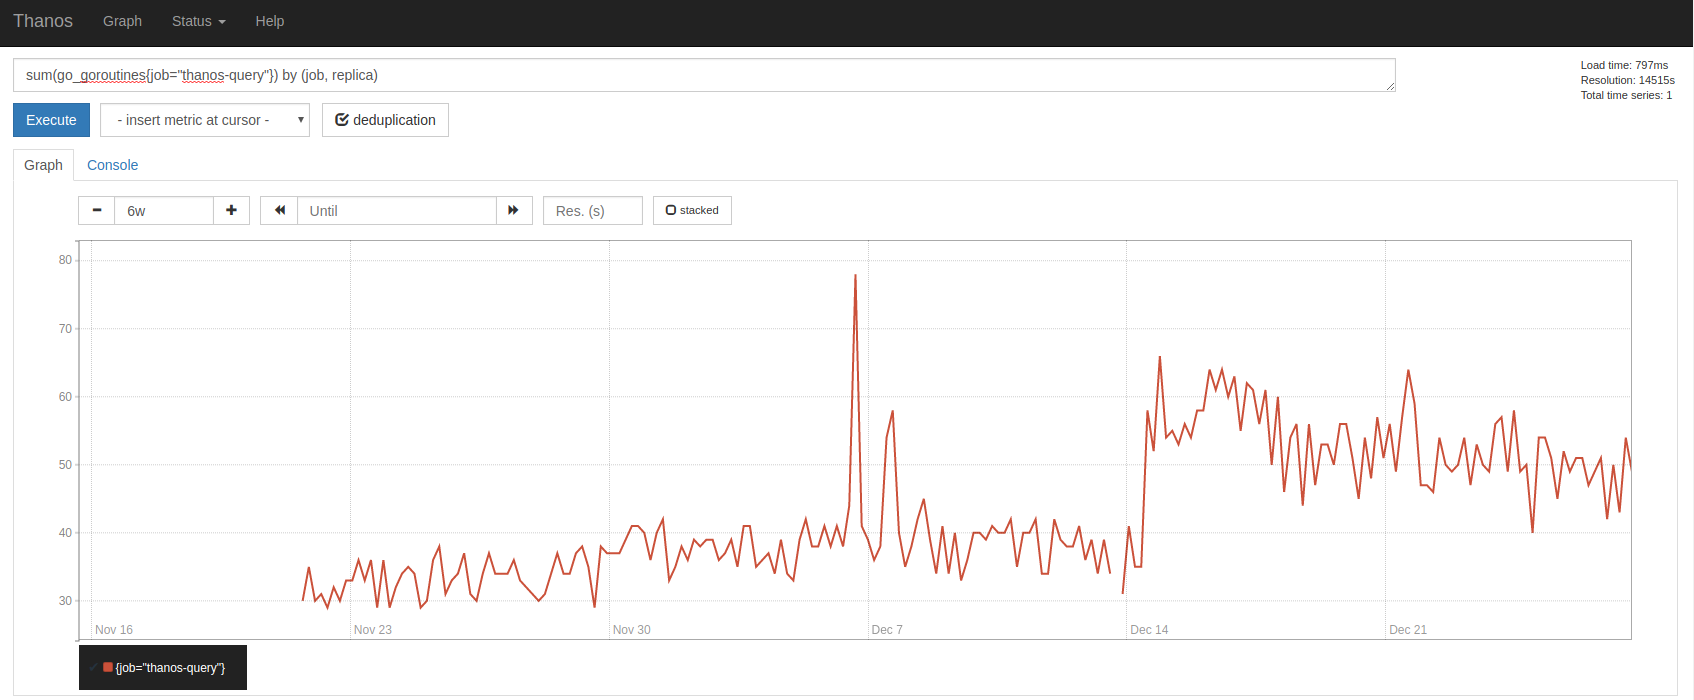 Thanos Graph Status Help
sum(go_goroutines{job="thanos-query"}) by (job, replica)
Load time: 797ms
Resolution: 14515s
Total time series: 1
Execute - insert metric at cursor - deduplication
Graph Console
6w Until Res. (s) stacked
80
70
60
50
40
30
Nov 16 Nov 23 Nov 30 Dec 7 Dec 14 Dec 21
{job="thanos-query"}